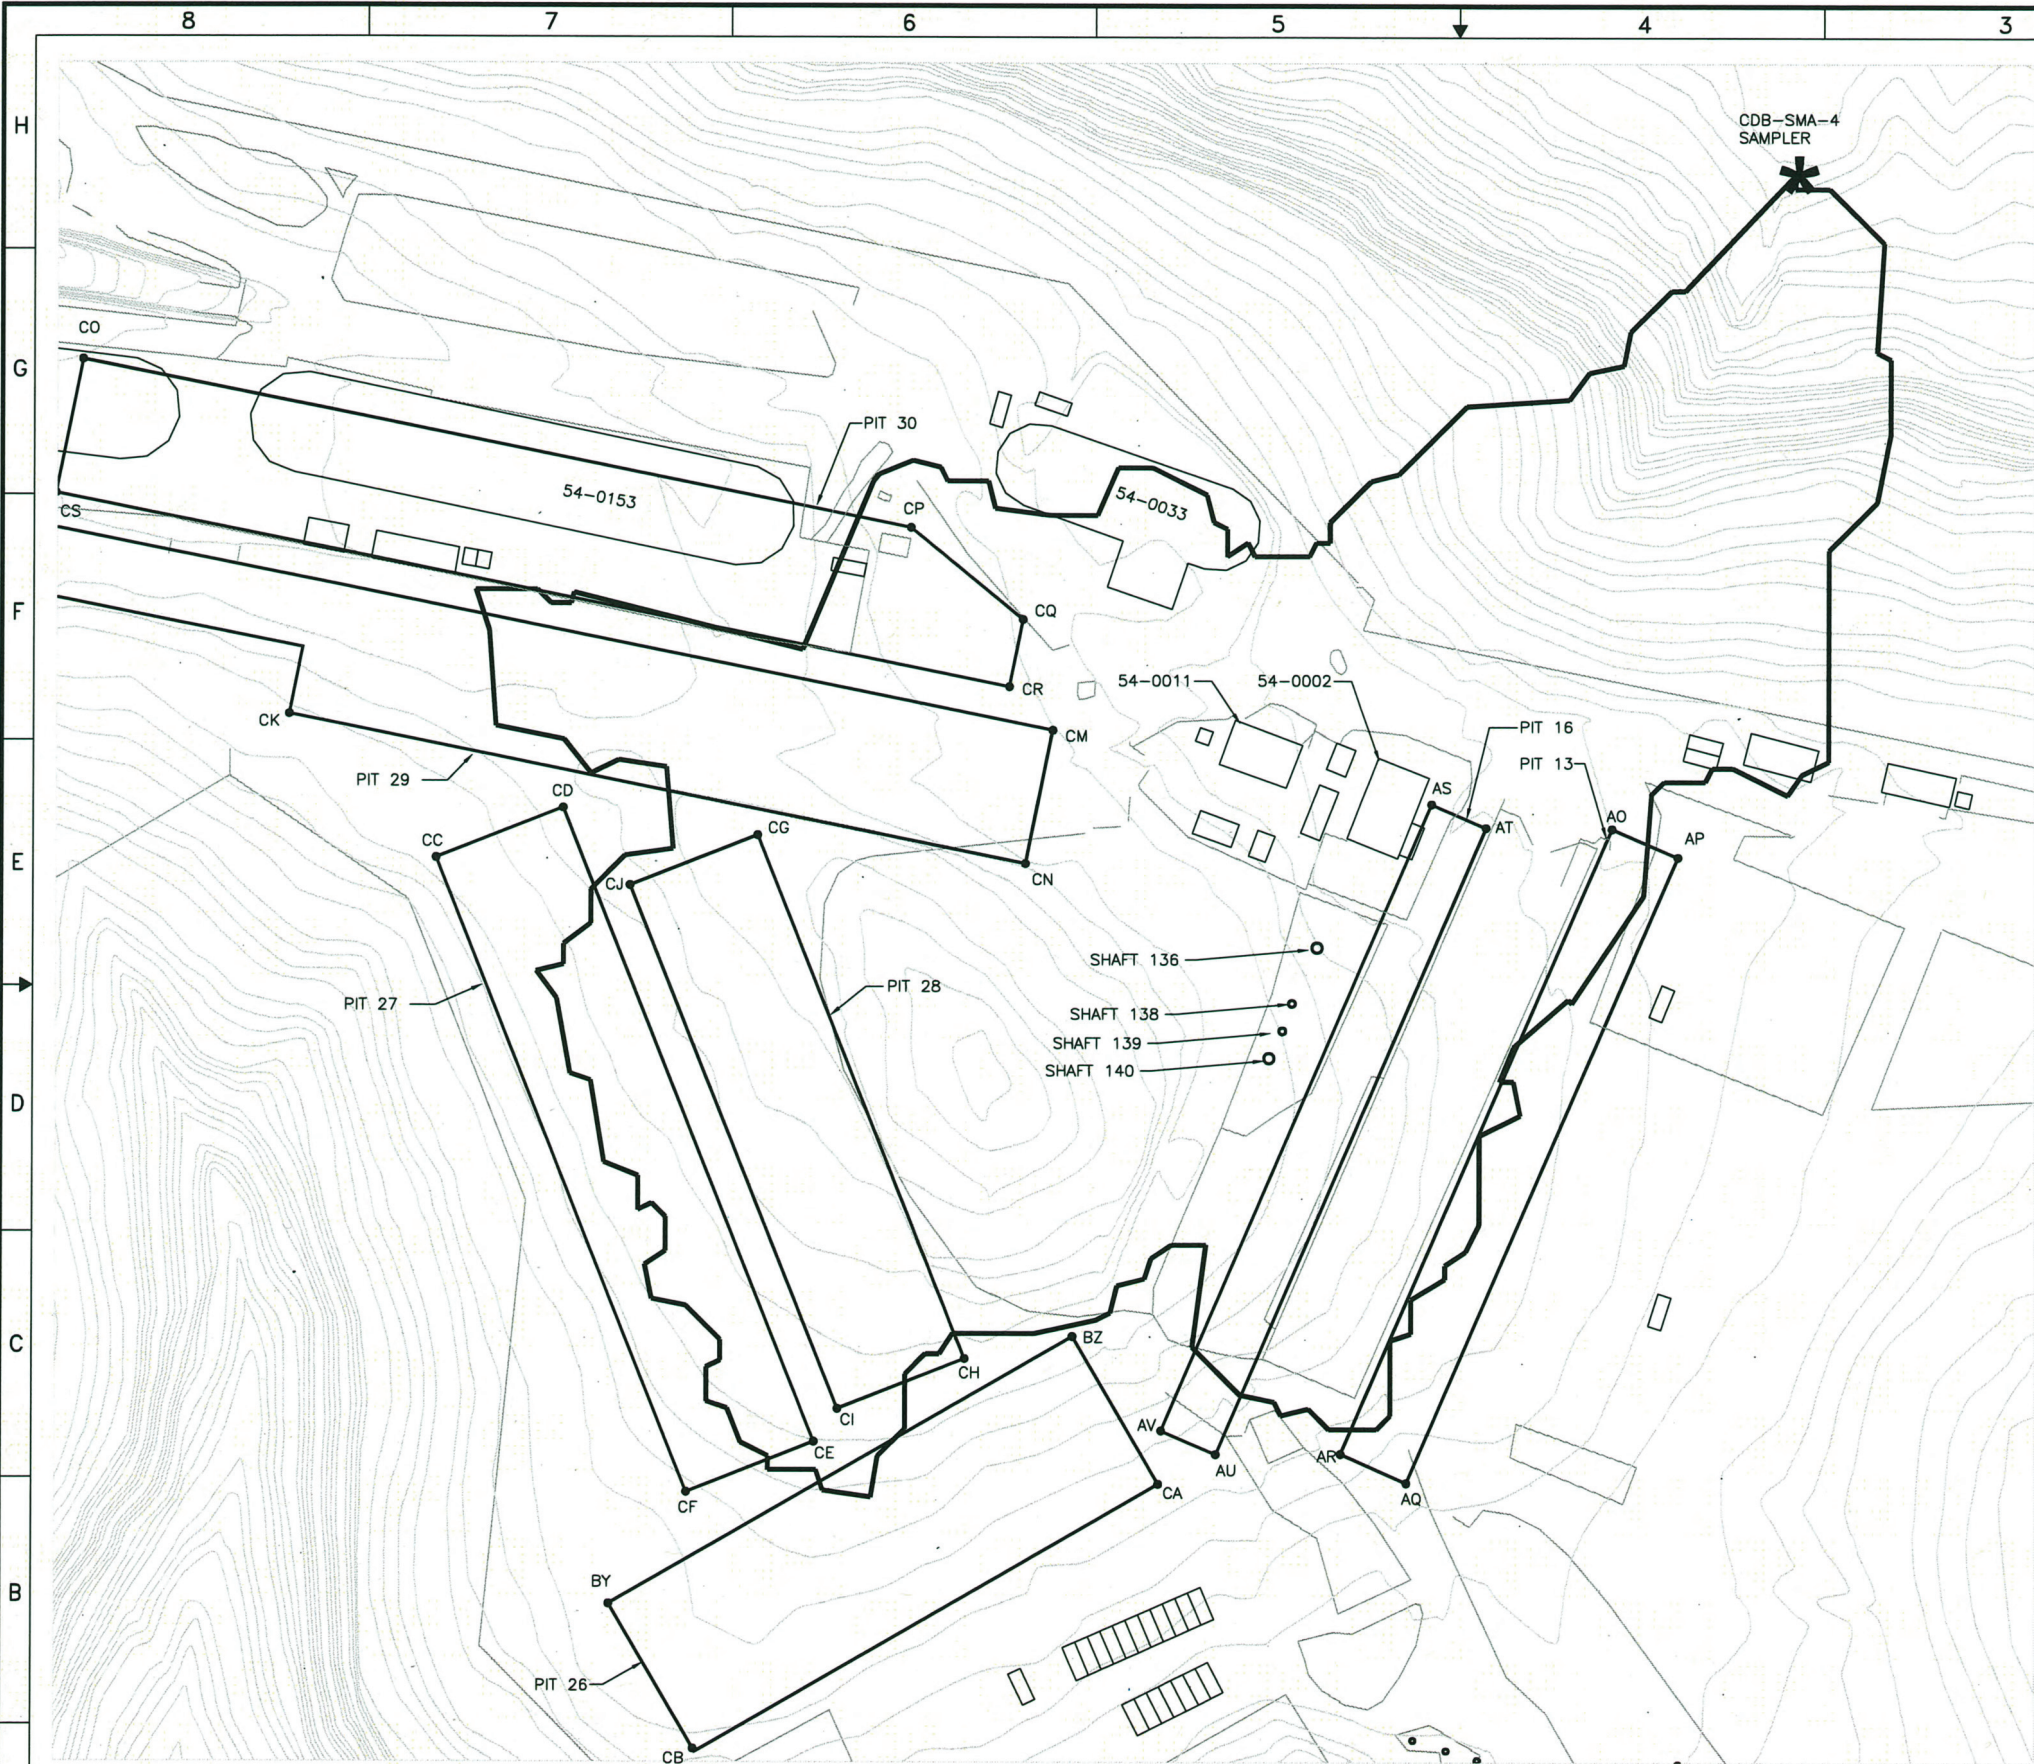 8 7 6 5 4 3
H
CDB-SMA-4
SAMPLER
CO
G
PIT 30
54-0153
54-0033
CS
CP
F
CQ
54-0011
54-0002
CR
CK
CM
PIT 16
PIT 29
PIT 13
CD
AS
CG
AT
AO
CC
AP
E
CJ
CN
SHAFT 136
PIT 28
PIT 27
SHAFT 138
SHAFT 139
SHAFT 140
D
C
BZ
CH
CI
AV
CE
AR
AU
CF
CA
AQ
BY
B
PIT 26
CB